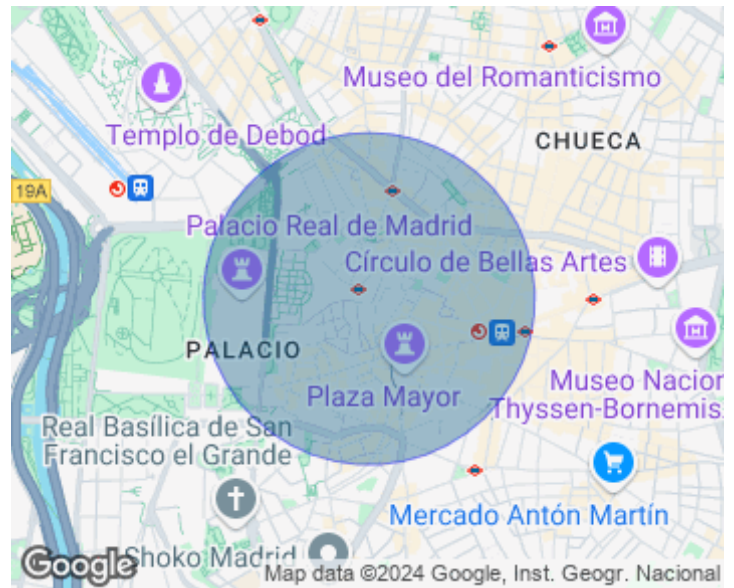 Museo del Romanticismo
Templo de Debod
CHUECA
19A
Palacio Real de Madrid
Círculo de Bellas Artes
PALACIO
Plaza Mayor
Museo Nacion
Thyssen-Bornemis
Real Basílica de San
Francisco el Grande
Mercado Antón Martín
Shoko Madrid
Google
Map data ©2024 Google, Inst. Geogr. Nacional